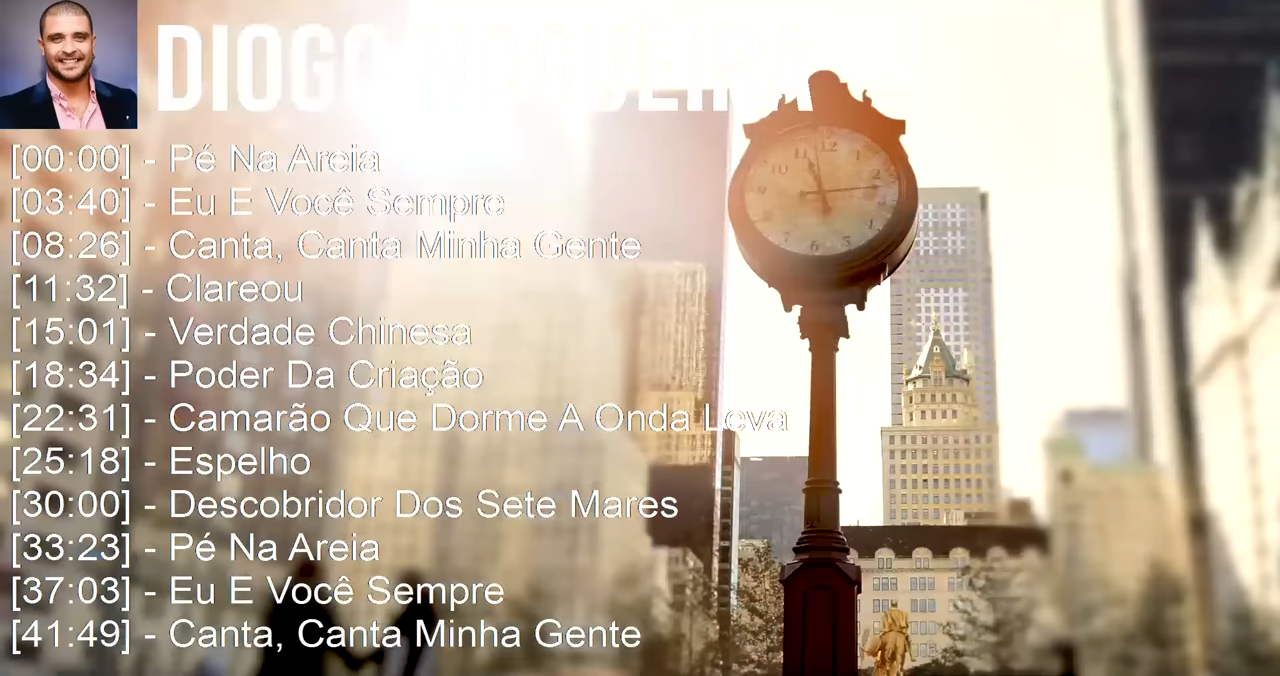 DIOGO NOGUEIRA
[00:00] - Pé Na Areia
[03:40] - Eu E Você Sempre
[08:26] - Canta, Canta Minha Gente
[11:32] - Clareou
[15:01] - Verdade Chinesa
[18:34] - Poder Da Criação
[22:31] - Camarão Que Dorme A Onda Leva
[25:18] - Espelho
[30:00] - Descobridor Dos Sete Mares
[33:23] - Pé Na Areia
[37:03] - Eu E Você Sempre
[41:49] - Canta, Canta Minha Gente